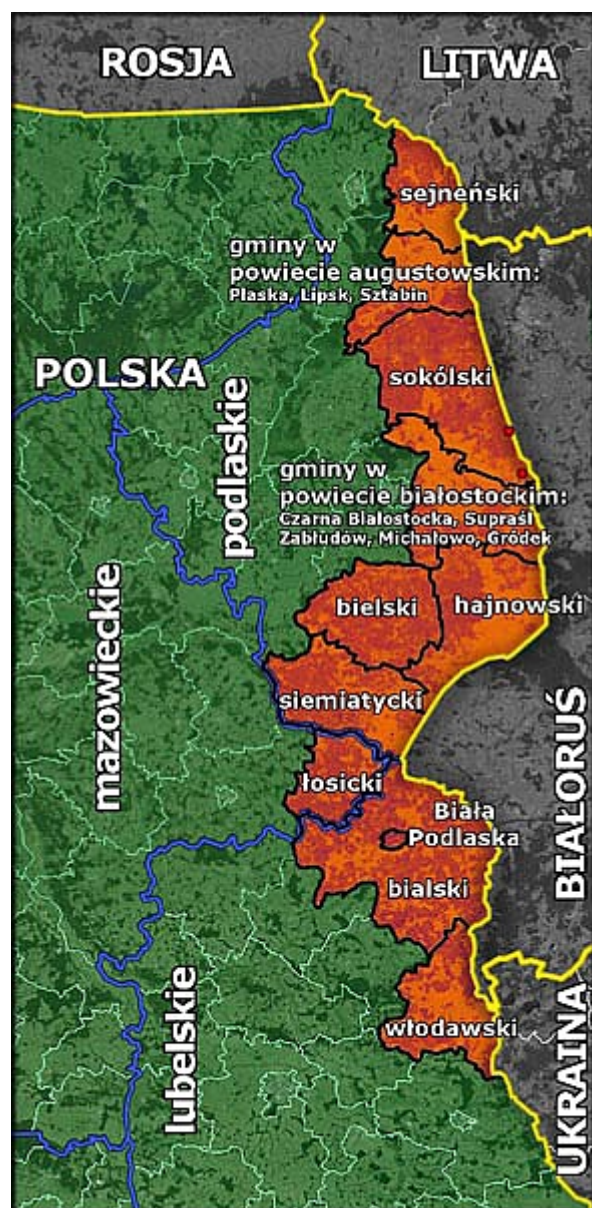 ROSJA
LITWA
sejneński
gminy w
powiecie augustowskim:
Płaska, Lipsk, Sztabin
POLSKA
sokólski
podlaskie
gminy w
powiecie białostockim:
Czarna Białostocka, Supraśl
Zabłudów, Michałowo, Gródek
bielski
hajnowski
mazowieckie
siemiatycki
łosicki
BIAŁORUŚ
Biała
Podlaska
bialski
lubelskie
włodawski
UKRAINA